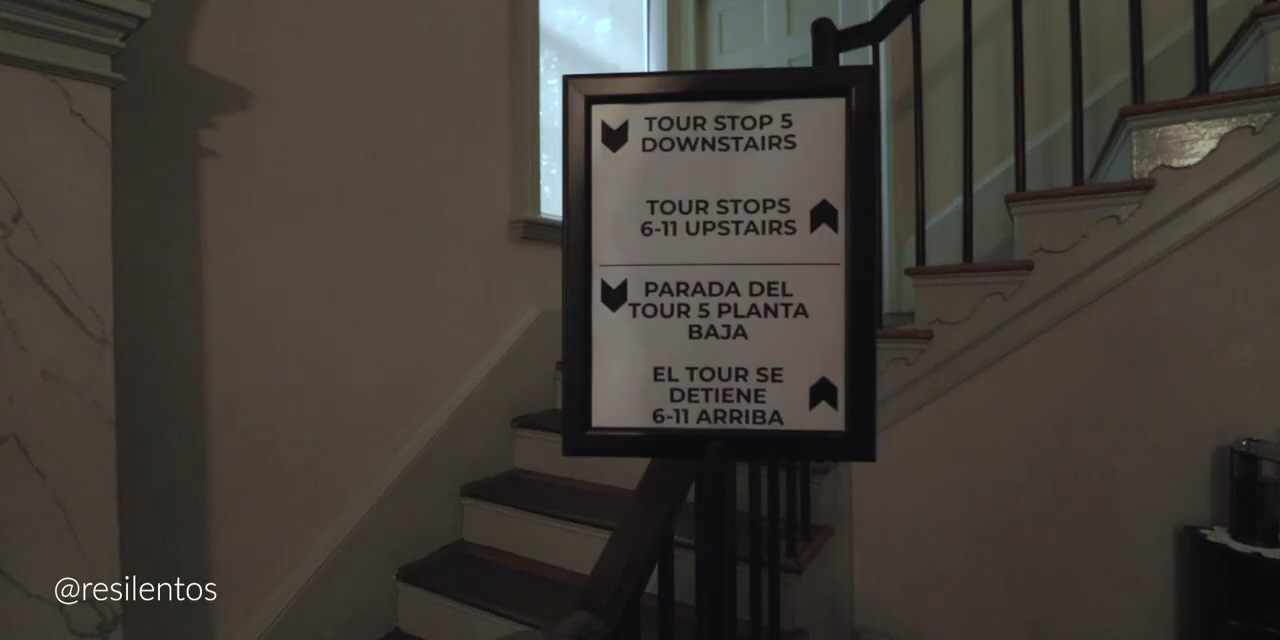 TOUR STOP 5
DOWNSTAIRS
TOUR STOPS
6-11 UPSTAIRS
PARADA DEL
TOUR 5 PLANTA
BAJA
EL TOUR SE
DETIENE
6-11 ARRIBA
@resilentos